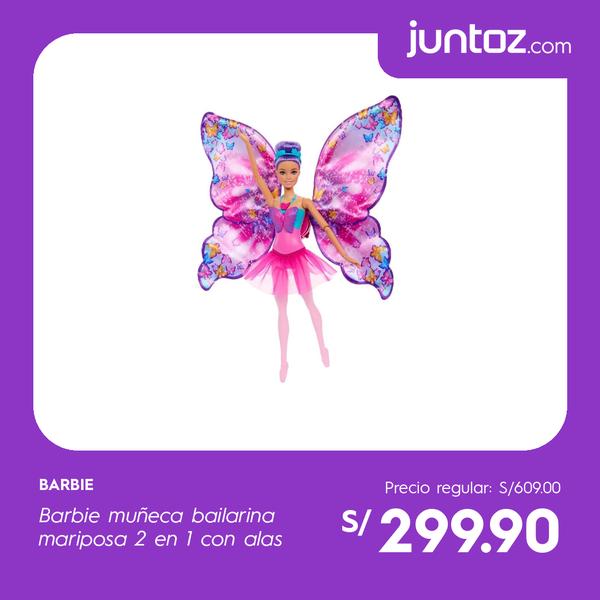 juntoz.com
BARBIE
Barbie muñeca bailarina
mariposa 2 en 1 con alas
Precio regular: S/609.00
S/299.90